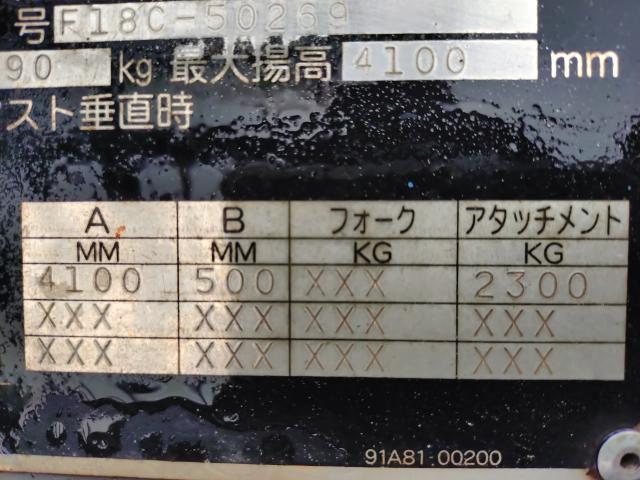 号 F18C-50269
90 kg 最大揚高 4100 mm
スト垂直時
A B フォーク アタッチメント
MM MM KG KG
4100 500 XXX 2300
XXX XXX XXX XXX
XXX XXX XXX XXX
91A81-00200